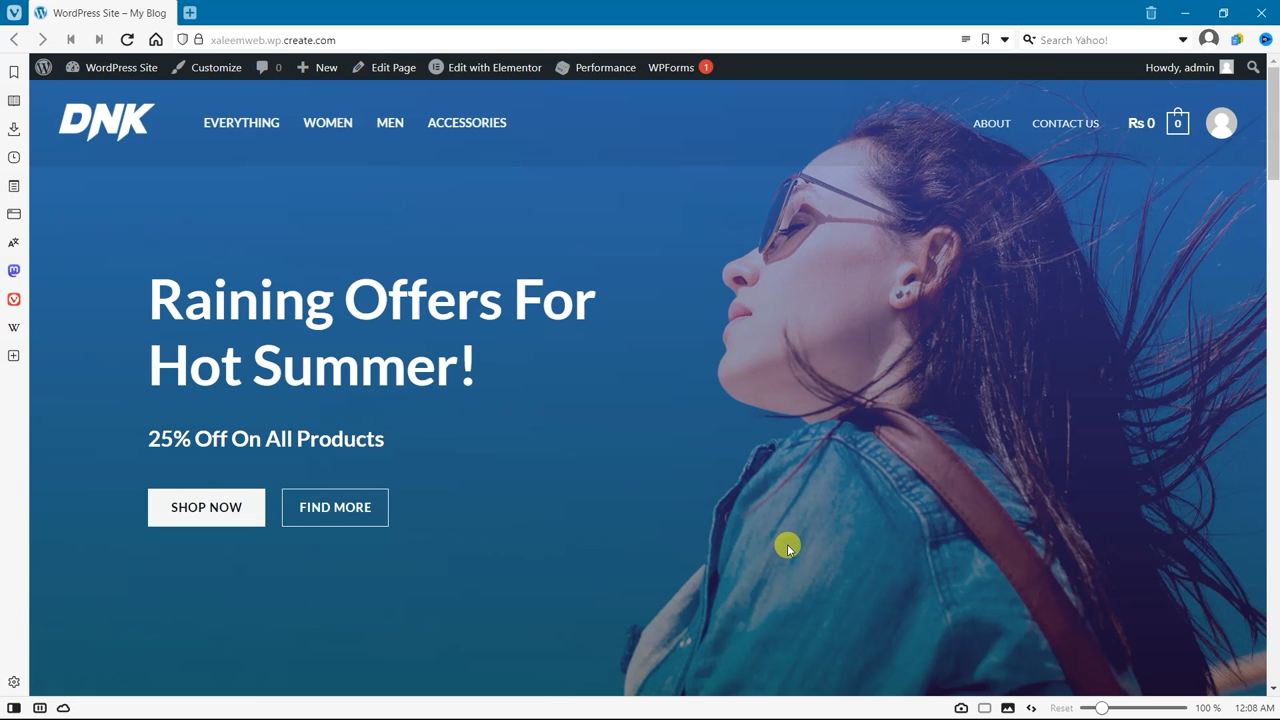 WordPress Site – My Blog
xaleemweb.wp.create.com
Search Yahoo!
WordPress Site
Customize
1
New
Edit Page
Edit with Elementor
Performance
WPForms
1
Howdy, admin
DNK
EVERYTHING
WOMEN
MEN
ACCESSORIES
ABOUT
CONTACT US
₨ 0
0
Raining Offers For
Hot Summer!
25% Off On All Products
SHOP NOW
FIND MORE
Reset
100 %
12:08 AM